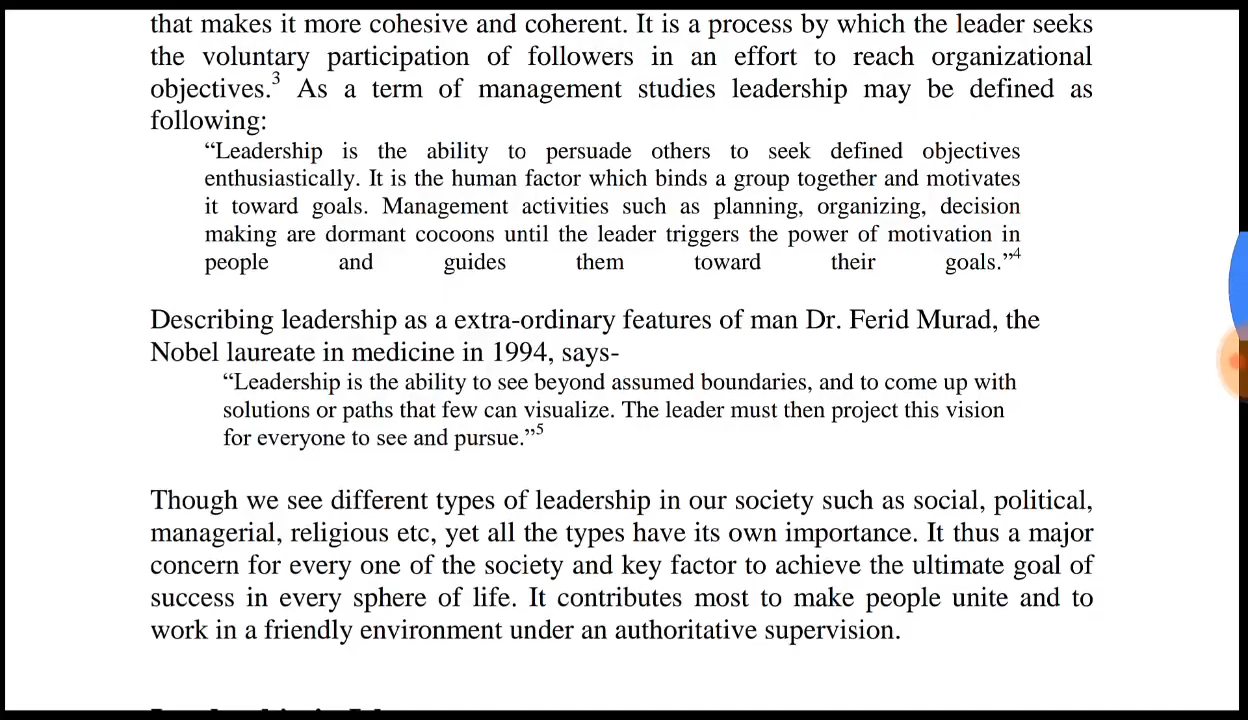 that makes it more cohesive and coherent. It is a process by which the leader seeks
the voluntary participation of followers in an effort to reach organizational
objectives.3 As a term of management studies leadership may be defined as
following:
“Leadership is the ability to persuade others to seek defined objectives
enthusiastically. It is the human factor which binds a group together and motivates
it toward goals. Management activities such as planning, organizing, decision
making are dormant cocoons until the leader triggers the power of motivation in
people and guides them toward their goals.”4
Describing leadership as a extra-ordinary features of man Dr. Ferid Murad, the
Nobel laureate in medicine in 1994, says-
“Leadership is the ability to see beyond assumed boundaries, and to come up with
solutions or paths that few can visualize. The leader must then project this vision
for everyone to see and pursue.”5
Though we see different types of leadership in our society such as social, political,
managerial, religious etc, yet all the types have its own importance. It thus a major
concern for every one of the society and key factor to achieve the ultimate goal of
success in every sphere of life. It contributes most to make people unite and to
work in a friendly environment under an authoritative supervision.